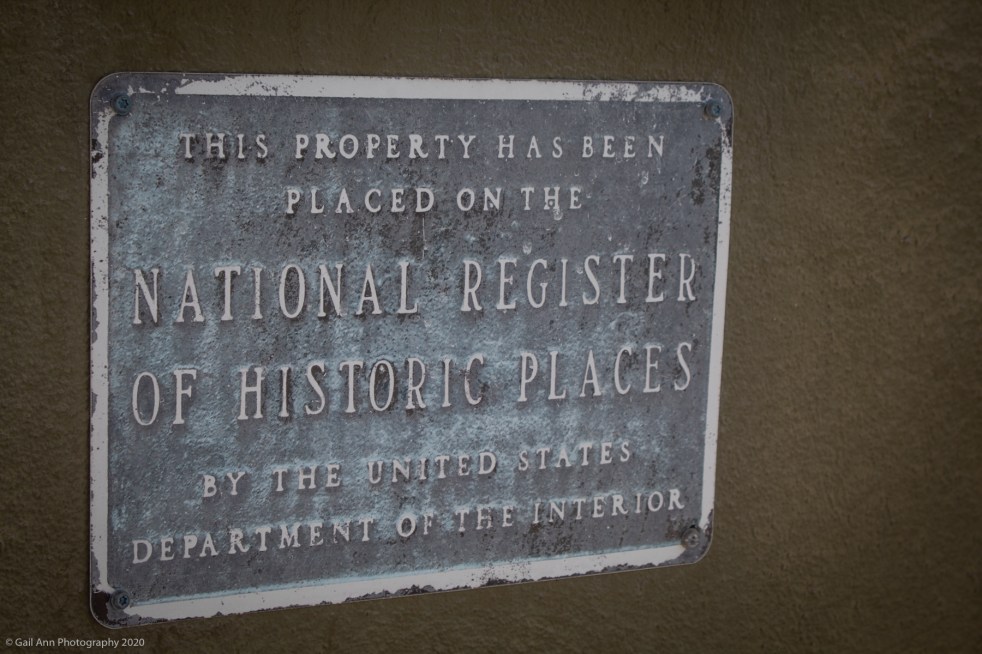 THIS PROPERTY HAS BEEN
PLACED ON THE
NATIONAL REGISTER
OF HISTORIC PLACES
BY THE UNITED STATES
DEPARTMENT OF THE INTERIOR
© Gail Ann Photography 2020